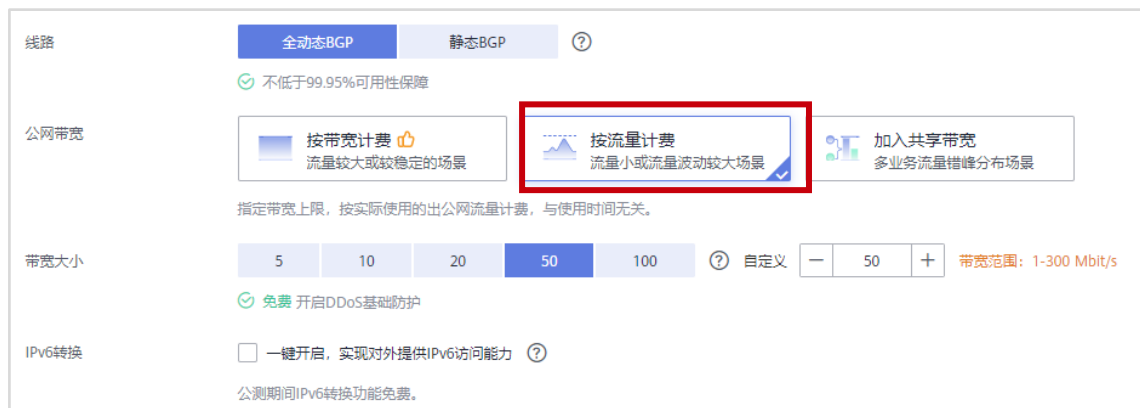 线路 全动态BGP 静态BGP ?
不低于99.95%可用性保障
公网带宽 按带宽计费 按流量计费 加入共享带宽
流量较大或较稳定的场景 流量小或流量波动较大场景 多业务流量错峰分布场景
指定带宽上限，按实际使用的出公网流量计费，与使用时间无关。
带宽大小 5 10 20 50 100 ? 自定义 — 50 + 带宽范围：1-300 Mbit/s
免费 开启DDoS基础防护
IPv6转换 一键开启，实现对外提供IPv6访问能力 ?
公测期间IPv6转换功能免费。